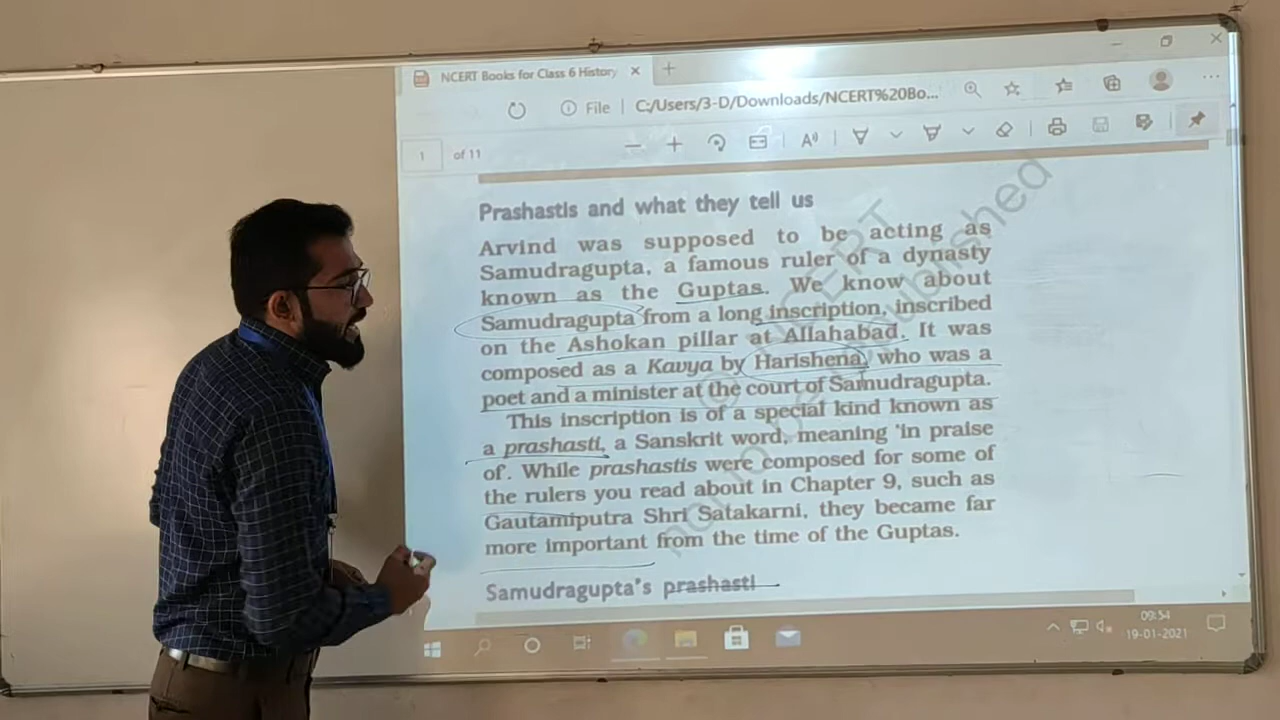 NCERT Books for Class 6 History
File | C:/Users/3-D/Downloads/NCERT%20Bo...
1 of 11
Prashastis and what they tell us
Arvind was supposed to be acting as
Samudragupta, a famous ruler of a dynasty
known as the Guptas. We know about
Samudragupta from a long inscription, inscribed
on the Ashokan pillar at Allahabad. It was
composed as a Kavya by Harishena, who was a
poet and a minister at the court of Samudragupta.
This inscription is of a special kind known as
a prashasti, a Sanskrit word, meaning 'in praise
of'. While prashastis were composed for some of
the rulers you read about in Chapter 9, such as
Gautamiputra Shri Satakarni, they became far
more important from the time of the Guptas.
Samudragupta's prashasti
© NCERT
not to be republished
09:54
19-01-2021